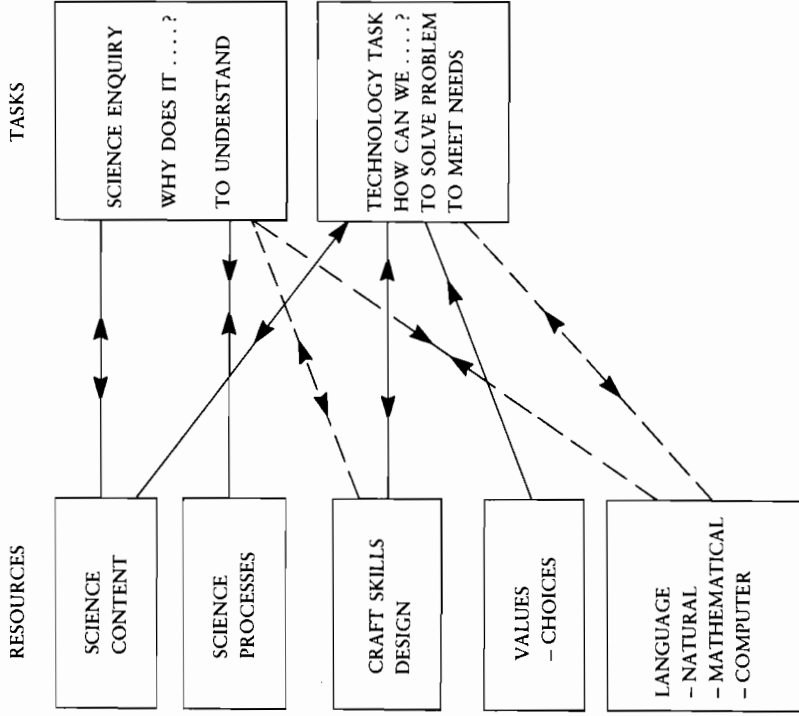 RESOURCES
SCIENCE
CONTENT
SCIENCE
PROCESSES
CRAFT SKILLS
DESIGN
VALUES
– CHOICES
LANGUAGE
– NATURAL
– MATHEMATICAL
– COMPUTER
TASKS
SCIENCE ENQUIRY
WHY DOES IT ....?
TO UNDERSTAND
TECHNOLOGY TASK
HOW CAN WE ....?
TO SOLVE PROBLEM
TO MEET NEEDS